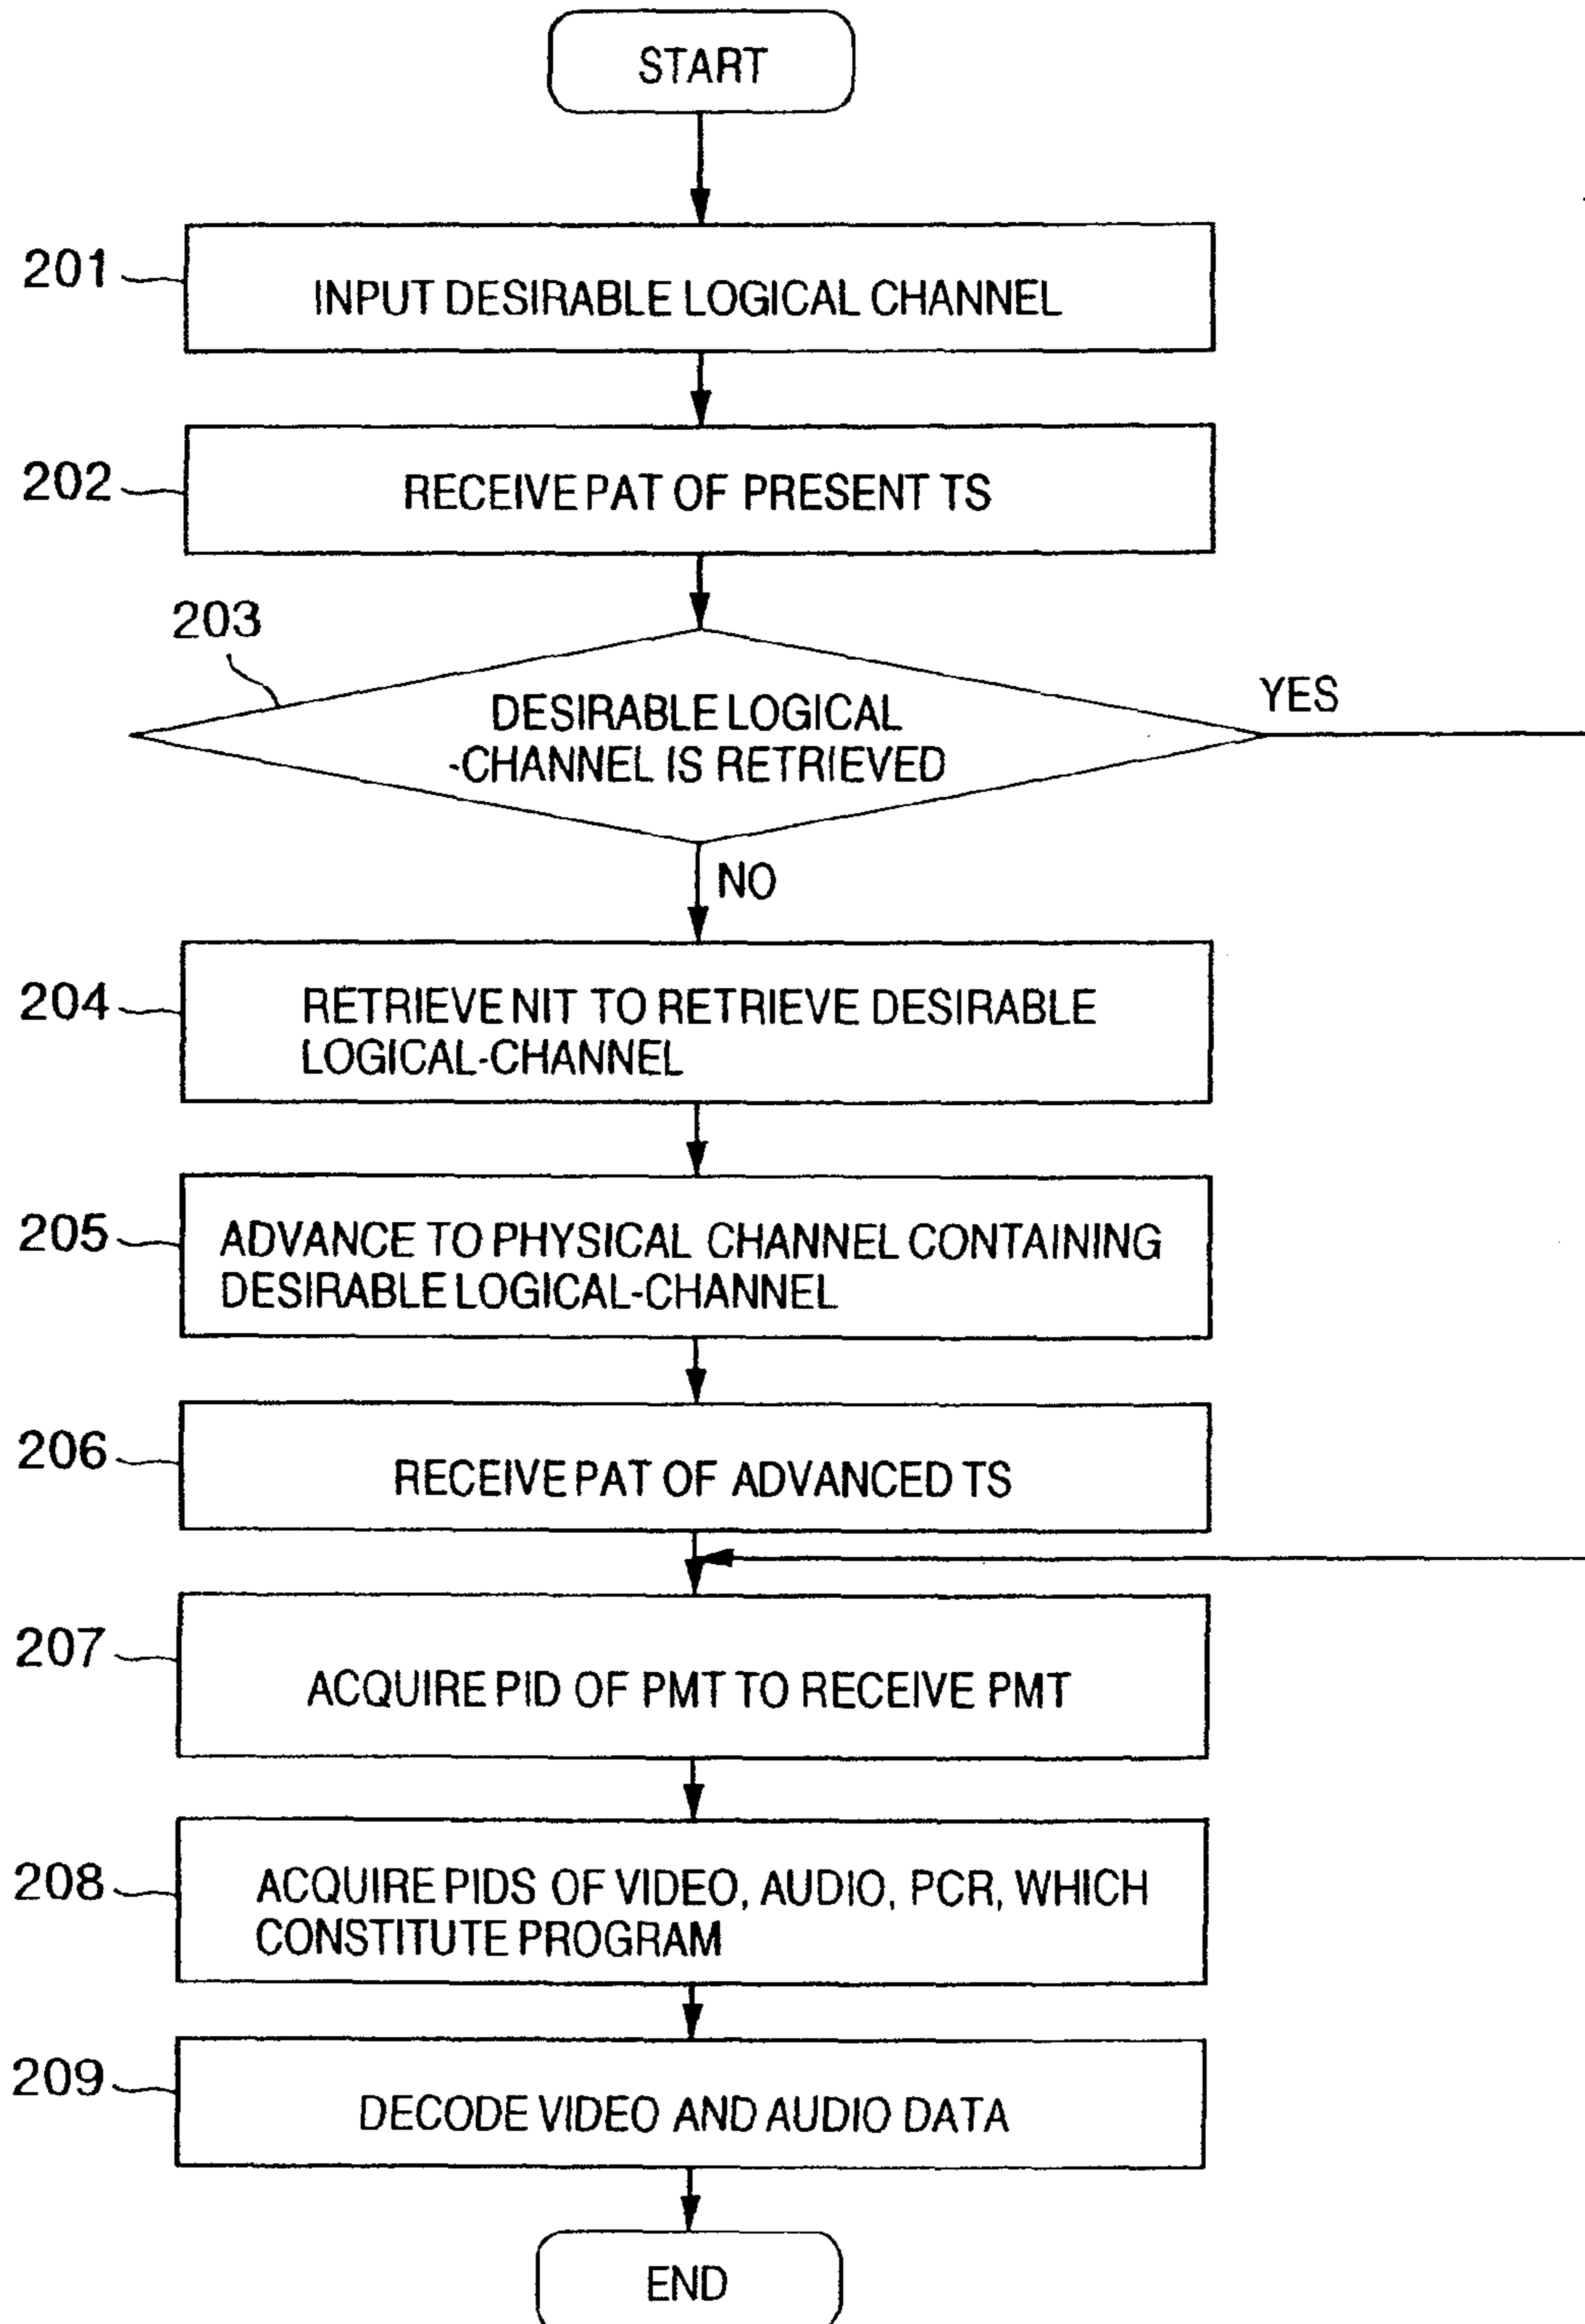 START
201
INPUT DESIRABLE LOGICAL CHANNEL
202
RECEIVE PAT OF PRESENT TS
203
DESIRABLE LOGICAL
-CHANNEL IS RETRIEVED
YES
NO
204
RETRIEVE NIT TO RETRIEVE DESIRABLE
LOGICAL-CHANNEL
205
ADVANCE TO PHYSICAL CHANNEL CONTAINING
DESIRABLE LOGICAL-CHANNEL
206
RECEIVE PAT OF ADVANCED TS
207
ACQUIRE PID OF PMT TO RECEIVE PMT
208
ACQUIRE PIDS OF VIDEO, AUDIO, PCR, WHICH
CONSTITUTE PROGRAM
209
DECODE VIDEO AND AUDIO DATA
END